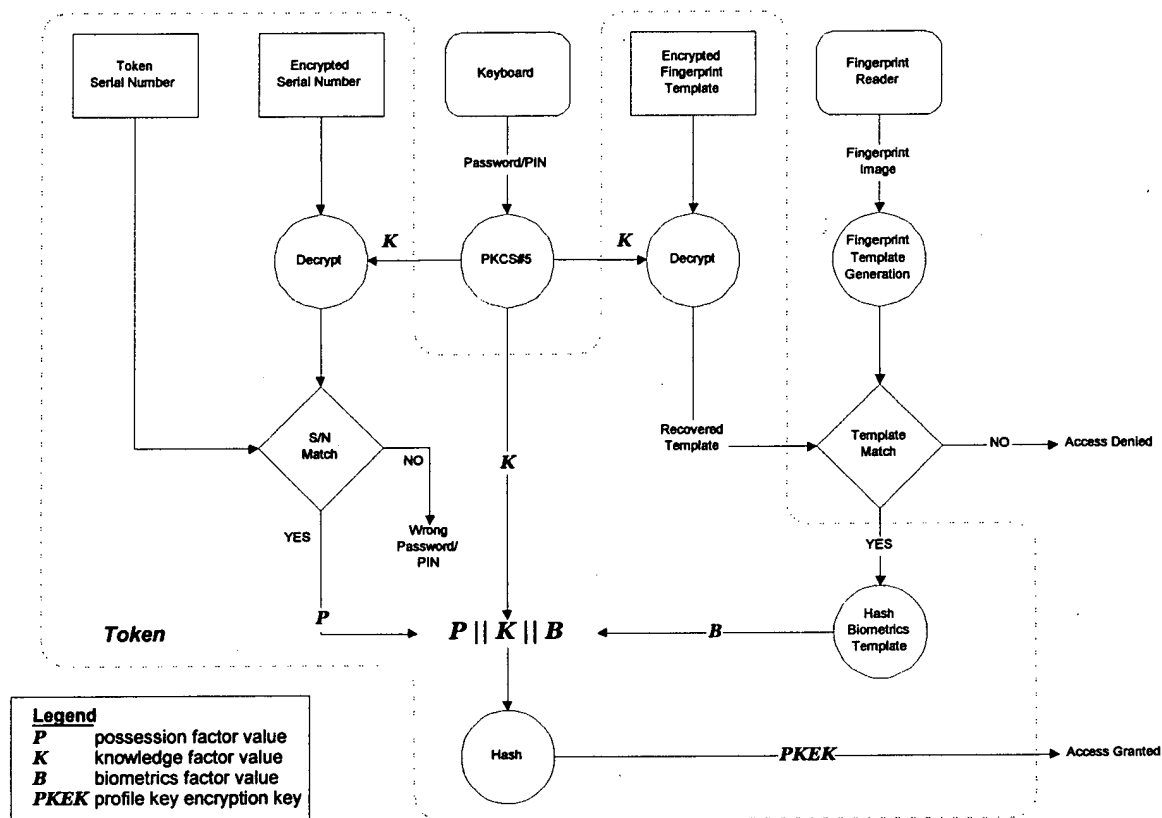 Token
Serial Number
Encrypted
Serial Number
Keyboard
Encrypted
Fingerprint
Template
Fingerprint
Reader
Password/PIN
Fingerprint
Image
Decrypt
K
PKCS#5
K
Decrypt
Fingerprint
Template
Generation
S/N
Match
NO
YES
Wrong
Password/
PIN
K
Recovered
Template
Template
Match
NO
Access Denied
YES
Token
P
P || K || B
B
Hash
Biometrics
Template
Hash
PKEK
Access Granted
Legend
P possession factor value
K knowledge factor value
B biometrics factor value
PKEK profile key encryption key